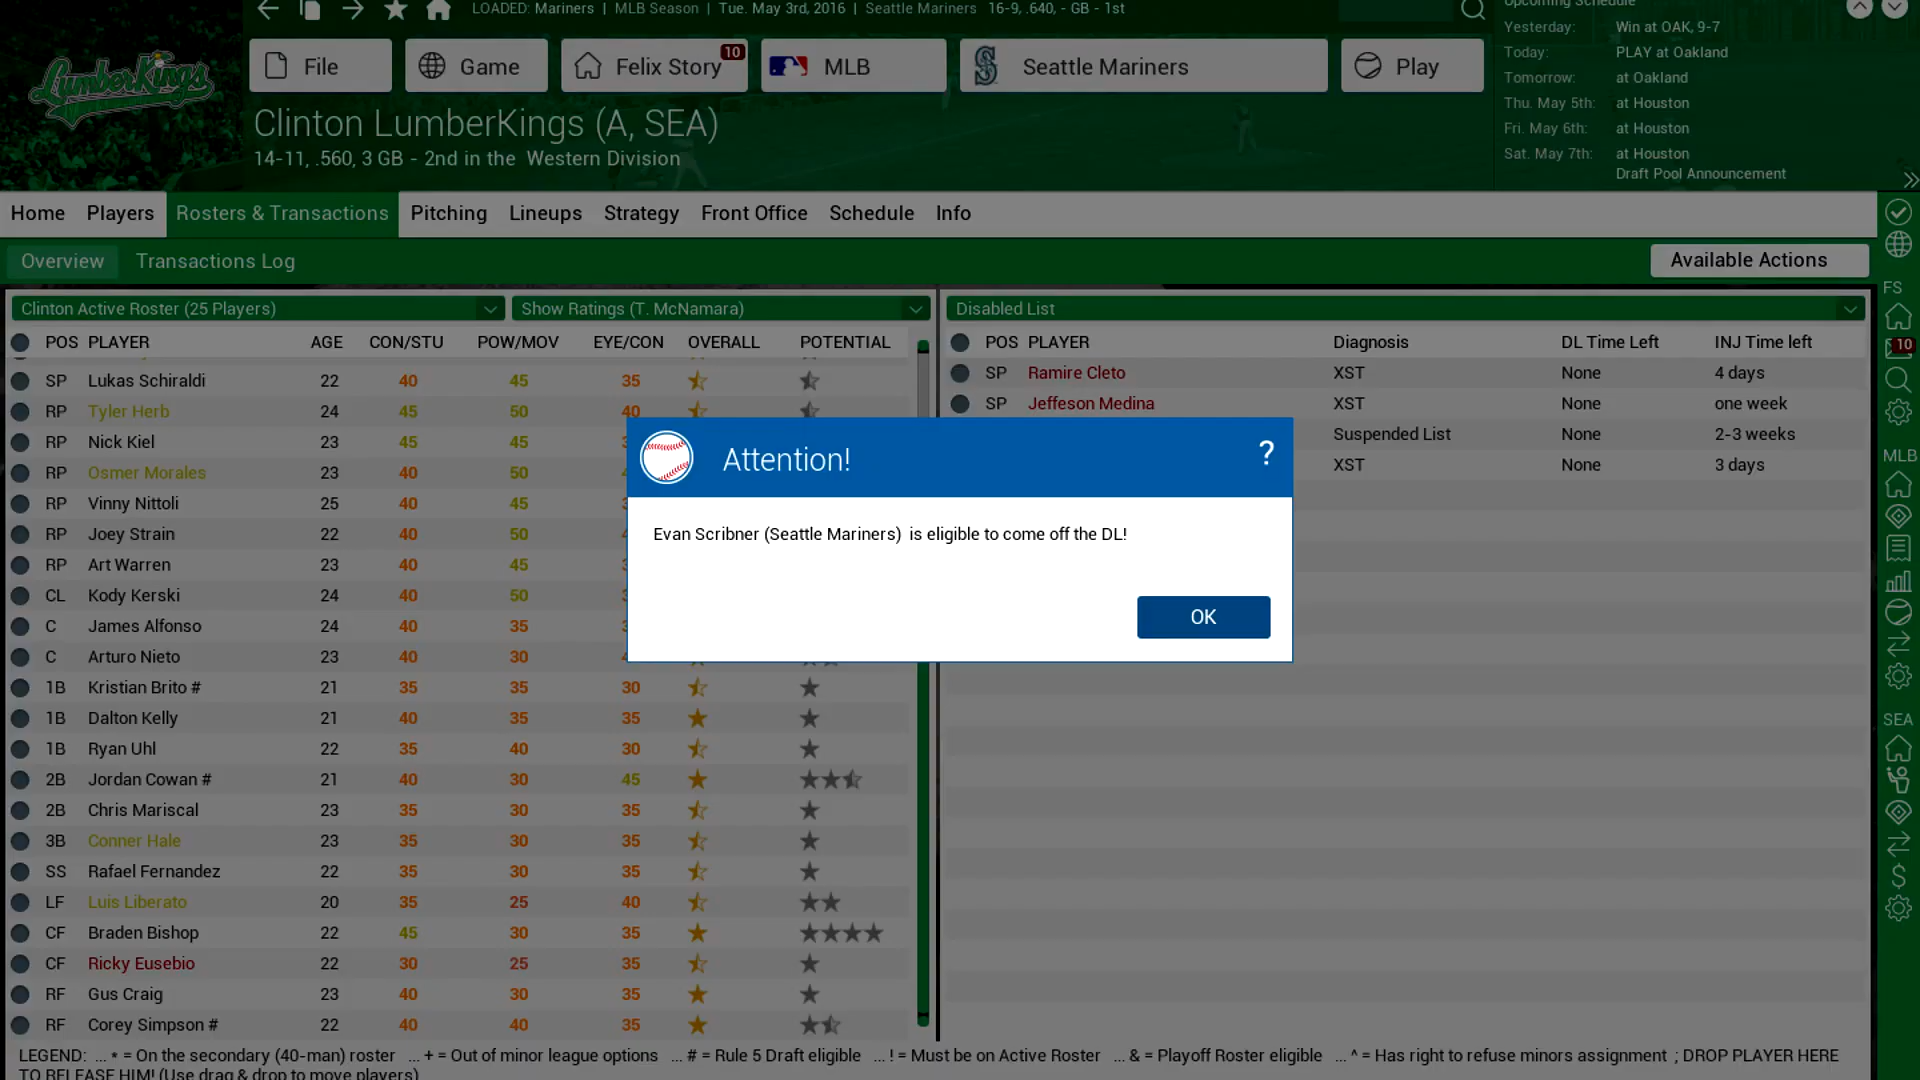 LOADED: Mariners | MLB Season | Tue. May 3rd, 2016 | Seattle Mariners 16-9, .640, - GB - 1st
Upcoming Schedule
Yesterday: Win at OAK, 9-7
Today: PLAY at Oakland
Tomorrow: at Oakland
Thu. May 5th: at Houston
Fri. May 6th: at Houston
Sat. May 7th: at Houston
Draft Pool Announcement
LumberKings
File
Game
Felix Story 10
MLB
Seattle Mariners
Play
Clinton LumberKings (A, SEA)
14-11, .560, 3 GB - 2nd in the Western Division
Home Players Rosters & Transactions Pitching Lineups Strategy Front Office Schedule Info
Overview Transactions Log Available Actions
Clinton Active Roster (25 Players) Show Ratings (T. McNamara)
POS PLAYER AGE CON/STU POW/MOV EYE/CON OVERALL POTENTIAL
SP Lukas Schiraldi 22 40 45 35
RP Tyler Herb 24 45 50 40
RP Nick Kiel 23 45 45
RP Osmer Morales 23 40 50
RP Vinny Nittoli 25 40 45
RP Joey Strain 22 40 50
RP Art Warren 23 40 45
CL Kody Kerski 24 40 50
C James Alfonso 24 40 35
C Arturo Nieto 23 40 30
1B Kristian Brito # 21 35 35 30
1B Dalton Kelly 21 40 35 35
1B Ryan Uhl 22 35 40 30
2B Jordan Cowan # 21 40 30 45
2B Chris Mariscal 23 35 30 35
3B Conner Hale 23 35 30 35
SS Rafael Fernandez 22 35 30 35
LF Luis Liberato 20 35 25 40
CF Braden Bishop 22 45 30 35
CF Ricky Eusebio 22 30 25 35
RF Gus Craig 23 40 30 35
RF Corey Simpson # 22 40 40 35
Disabled List
POS PLAYER Diagnosis DL Time Left INJ Time left
SP Ramire Cleto XST None 4 days
SP Jeffeson Medina XST None one week
Suspended List None 2-3 weeks
XST None 3 days
Attention!
?
Evan Scribner (Seattle Mariners) is eligible to come off the DL!
OK
FS
10
MLB
SEA
LEGEND: ... * = On the secondary (40-man) roster ... + = Out of minor league options ... # = Rule 5 Draft eligible ... ! = Must be on Active Roster ... & = Playoff Roster eligible ... ^ = Has right to refuse minors assignment ; DROP PLAYER HERE
TO RELEASE HIM! (Use drag & drop to move players)